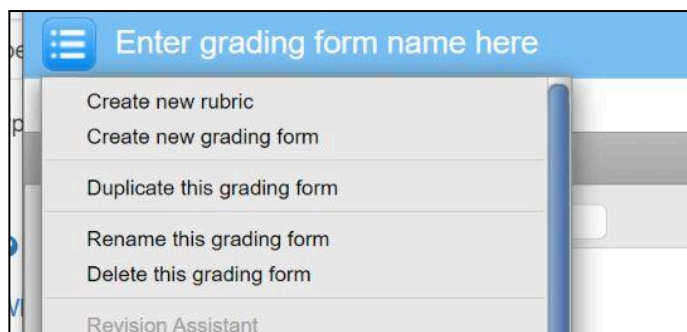 Enter grading form name here
Create new rubric
Create new grading form
Duplicate this grading form
Rename this grading form
Delete this grading form
Revision Assistant